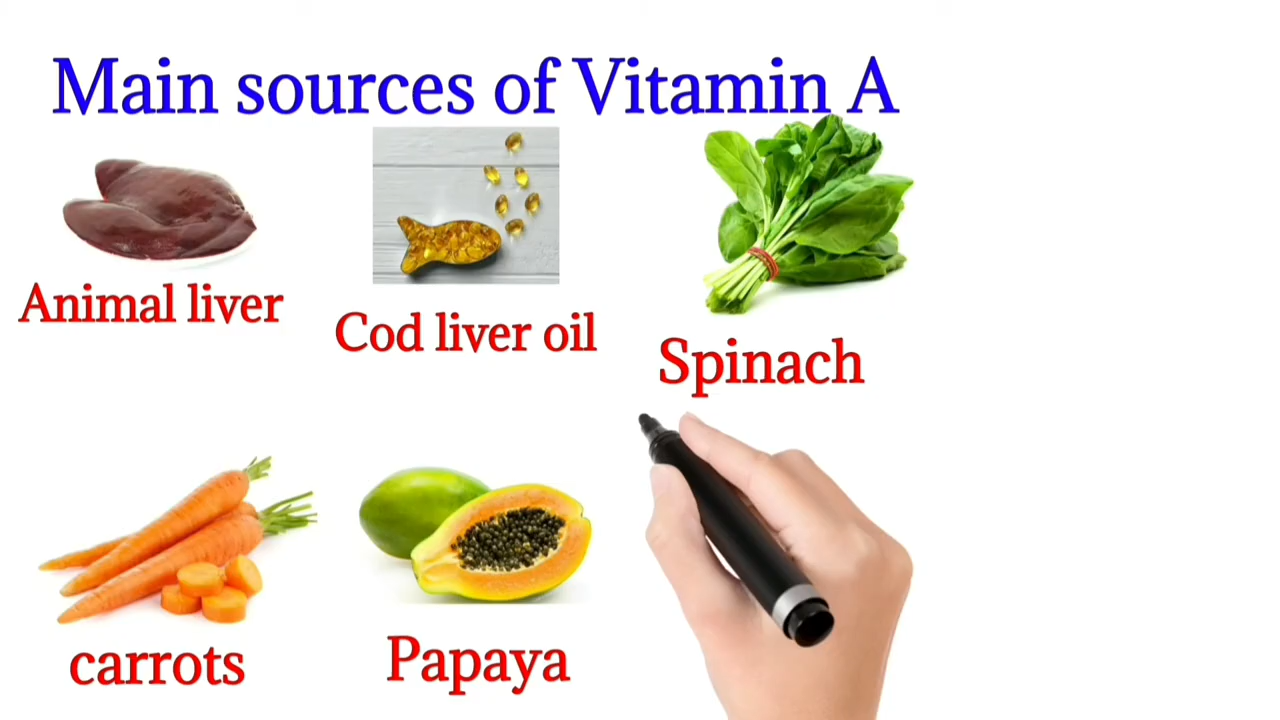 Main sources of Vitamin A
Animal liver
Cod liver oil
Spinach
carrots
Papaya